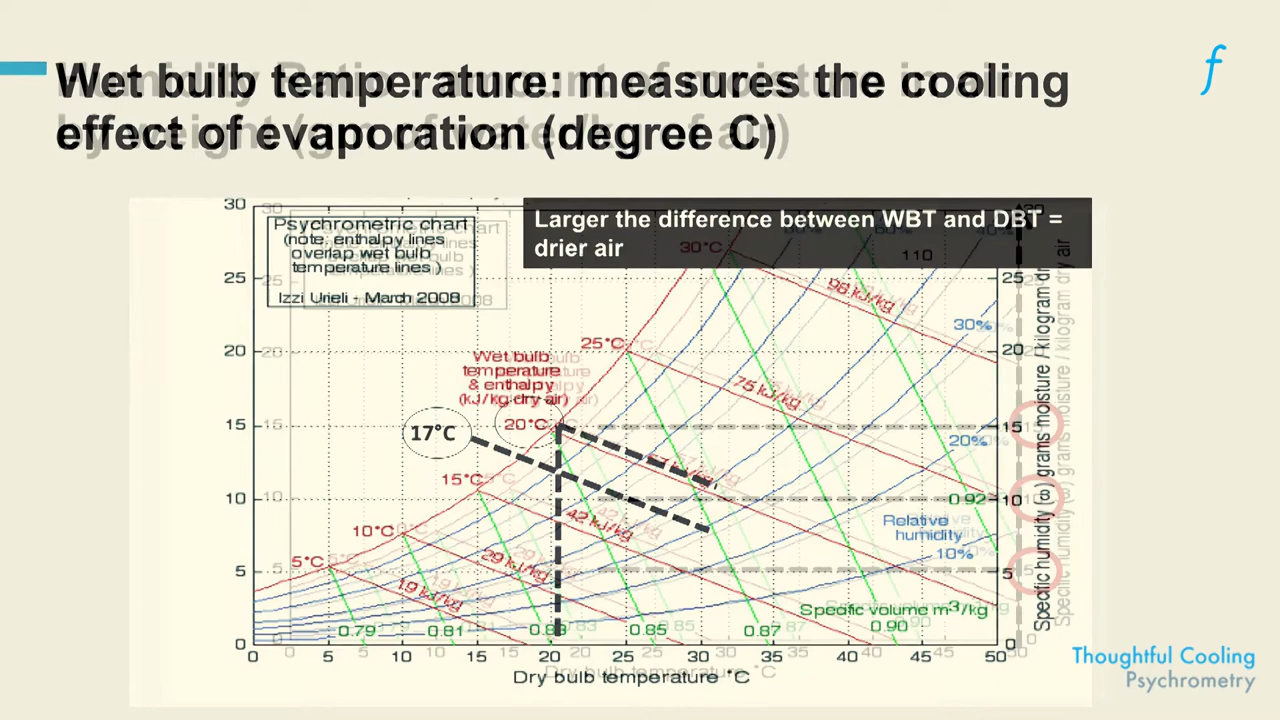 Wet bulb temperature: measures the cooling
effect of evaporation (degree C)
f
Larger the difference between WBT and DBT =
drier air
Psychrometric chart
(note, enthalpy lines
overlap wet bulb
temperature lines )
Izzi Urieli - March 2008
30
25
20
15
10
5
0
Wet bulb
temperature
& enthalpy
(kJ/kg dry air)
17°C
5°C
10°C
15°C
20°C
25°C
30°C
19 kJ/kg
29 kJ/kg
42 kJ/kg
75 kJ/kg
98 kJ/kg
110
30%
20%
10%
Relative
humidity
Specific volume m3/kg
0.79
0.81
0.85
0.87
0.90
0.92
25
20
15
10
5
0
Specific humidity (ω) grams moisture / kilogram dry air
0 5 10 15 20 25 30 35 40 45 50
Dry bulb temperature °C
Thoughtful Cooling
Psychrometry